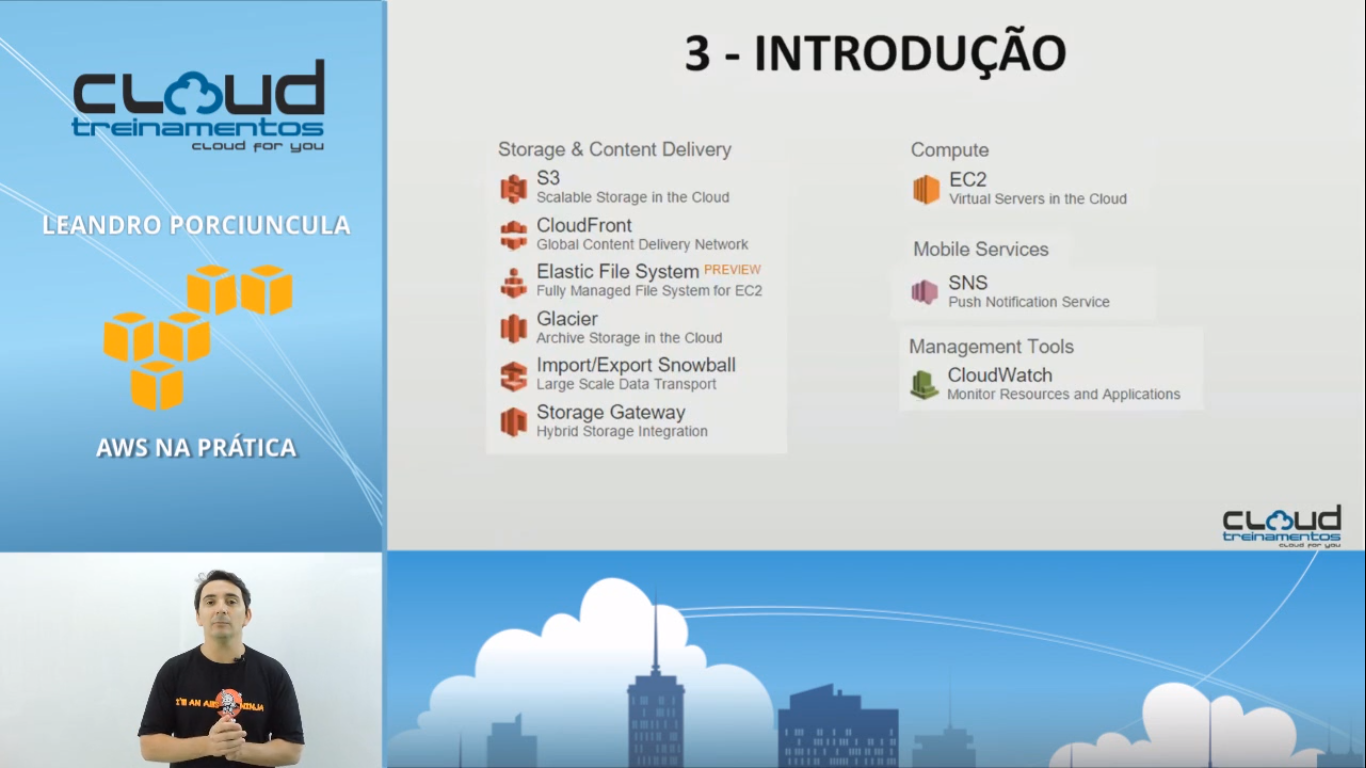 CLOUD
treinamentos
CLOUD FOR YOU
LEANDRO PORCIUNCULA
AWS NA PRÁTICA
3 - INTRODUÇÃO
Storage & Content Delivery
S3
Scalable Storage in the Cloud
CloudFront
Global Content Delivery Network
Elastic File System PREVIEW
Fully Managed File System for EC2
Glacier
Archive Storage in the Cloud
Import/Export Snowball
Large Scale Data Transport
Storage Gateway
Hybrid Storage Integration
Compute
EC2
Virtual Servers in the Cloud
Mobile Services
SNS
Push Notification Service
Management Tools
CloudWatch
Monitor Resources and Applications
CLOUD
treinamentos
CLOUD FOR YOU
I'M AN AWS NINJA